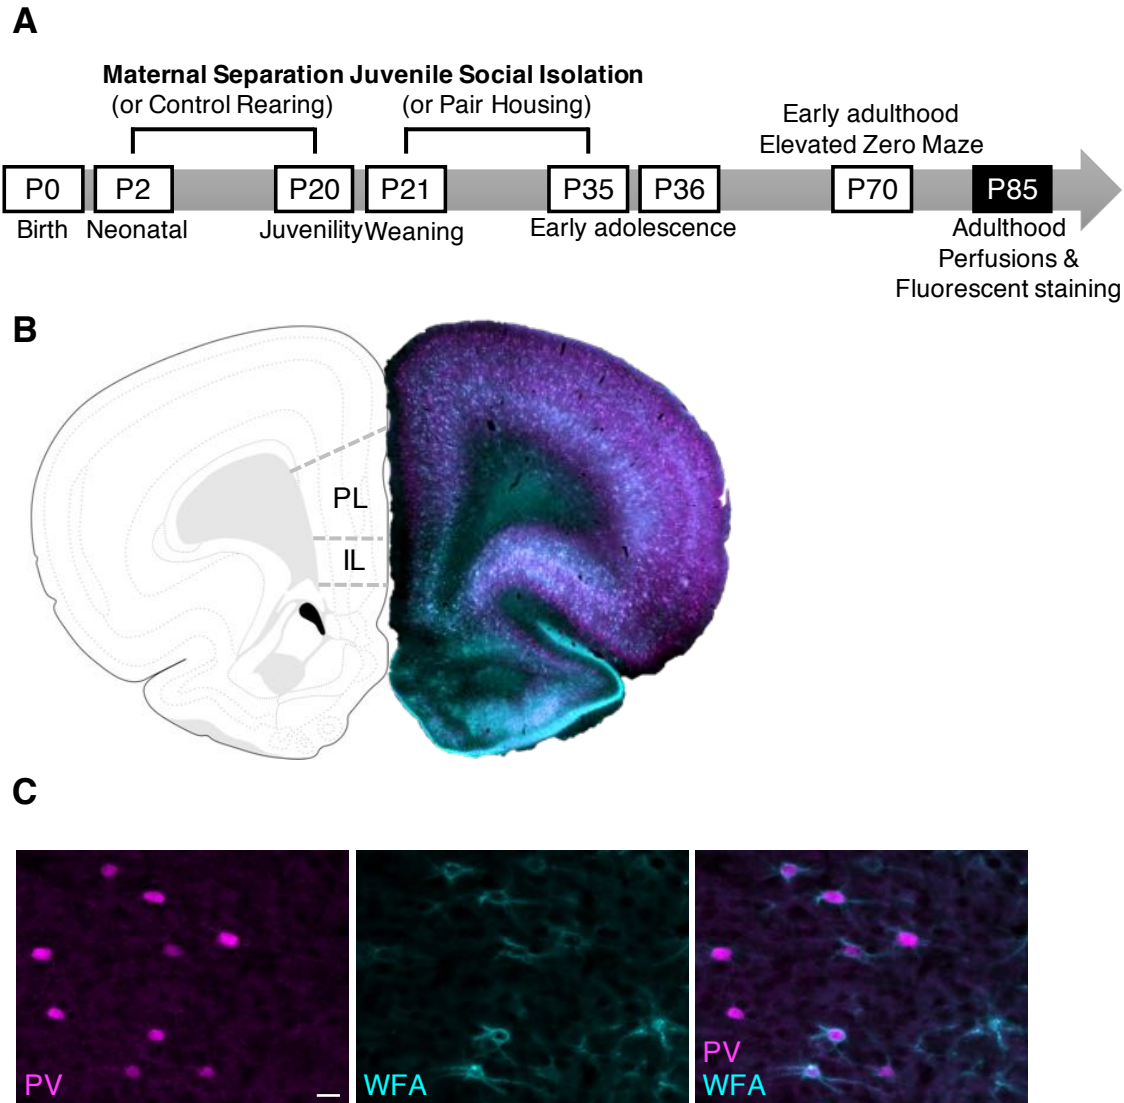 A
Maternal Separation Juvenile Social Isolation
(or Control Rearing) (or Pair Housing)
Early adulthood
Elevated Zero Maze
P0 P2 P20 P21 P35 P36 P70 P85
Birth Neonatal Juvenility Weaning Early adolescence Adulthood
Perfusions &
Fluorescent staining
B
PL
IL
C
PV
WFA
PV
WFA